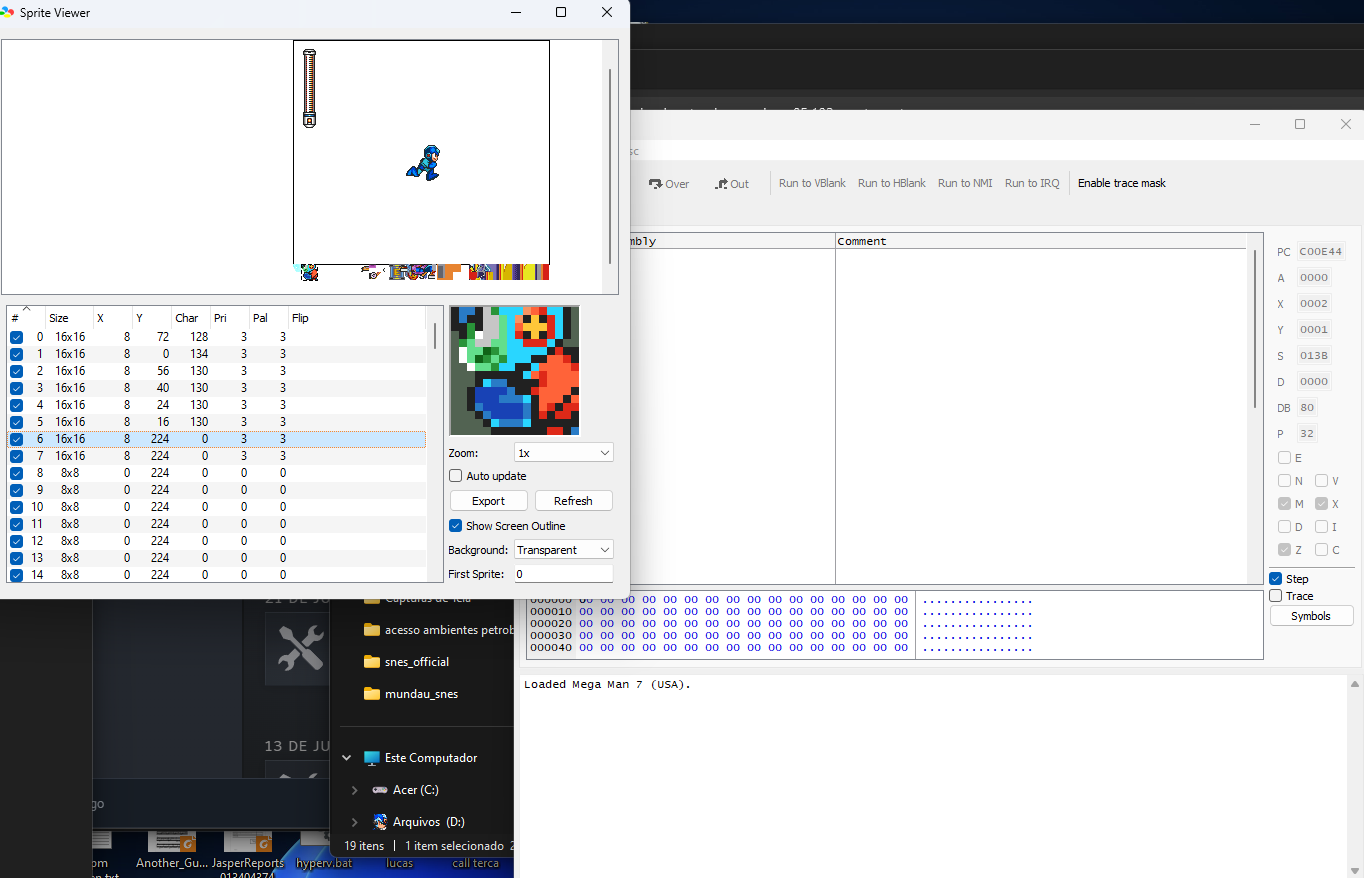 Sprite Viewer
# Size X Y Char Pri Pal Flip
0 16x16 8 72 128 3 3
1 16x16 8 0 134 3 3
2 16x16 8 56 130 3 3
3 16x16 8 40 130 3 3
4 16x16 8 24 130 3 3
5 16x16 8 16 130 3 3
6 16x16 8 224 0 3 3
7 16x16 8 224 0 3 3
8 8x8 0 224 0 0 0
9 8x8 0 224 0 0 0
10 8x8 0 224 0 0 0
11 8x8 0 224 0 0 0
12 8x8 0 224 0 0 0
13 8x8 0 224 0 0 0
14 8x8 0 224 0 0 0
Zoom: 1x
Auto update
Export Refresh
Show Screen Outline
Background: Transparent
First Sprite: 0
sc
Over Out Run to VBlank Run to HBlank Run to NMI Run to IRQ Enable trace mask
mbly Comment
PC C00E44
A 0000
X 0002
Y 0001
S 013B
D 0000
DB 80
P 32
E
N V
M X
D I
Z C
Step
Trace
Symbols
000000 00 00 00 00 00 00 00 00 00 00 00 00 00 00 00 00 ................
000010 00 00 00 00 00 00 00 00 00 00 00 00 00 00 00 00 ................
000020 00 00 00 00 00 00 00 00 00 00 00 00 00 00 00 00 ................
000030 00 00 00 00 00 00 00 00 00 00 00 00 00 00 00 00 ................
000040 00 00 00 00 00 00 00 00 00 00 00 00 00 00 00 00 ................
Loaded Mega Man 7 (USA).
21 DE JU
13 DE JU
go
Capturas de Tela
acesso ambientes petrob
snes_official
mundau_snes
Este Computador
Acer (C:)
Arquivos (D:)
19 itens | 1 item selecionado 2
om Another_Gu... JasperReports hyperv.bat lucas call terca
n.txt 013404374